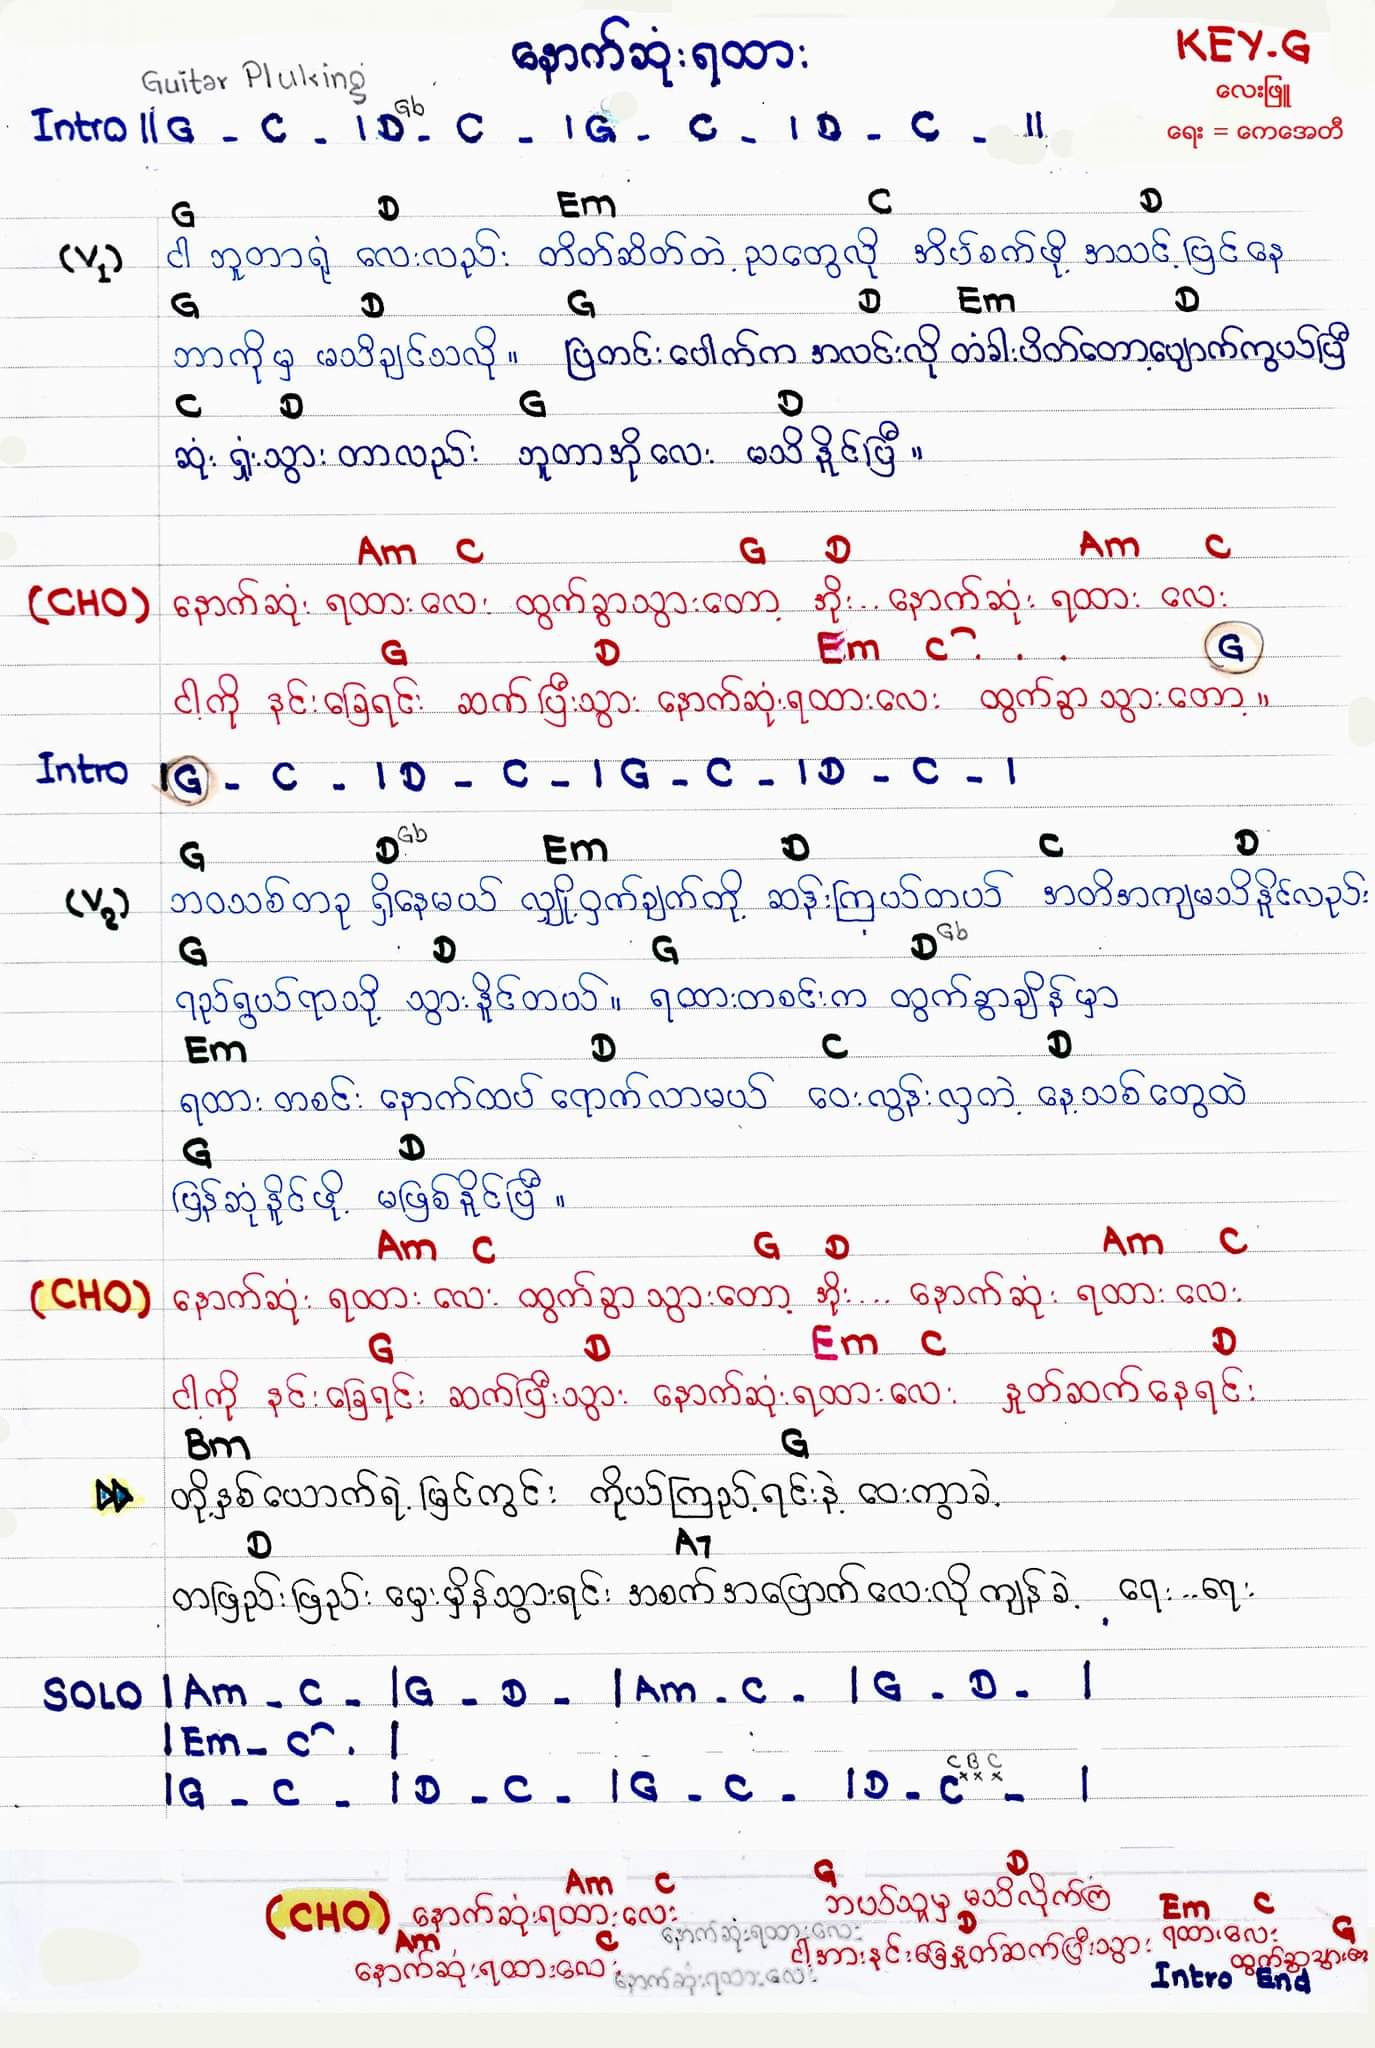 နောက်ဆုံးရထား
KEY-G
Guitar Pluking
လေးဖြူ
Gb
Intro || G - C - | D - C - | G - C - | D - C - ||
ရေး = ကေအေတီ
G D Em C D
(V1) ငါ ဘူတာရုံ လေးလည်း တိတ်ဆိတ်တဲ့ ညတွေလို အိပ်စက်ဖို့ အသင့်ပြင်နေ
G D G D Em D
ဘာကိုမှ မသိချင်သလို။ ပြတင်းပေါက်က အလင်းလို တံခါးပိတ်တော့ပျောက်ကွယ်ပြီ
C D G D
ဆုံး ရှုံးသွား တာလည်း ဘူတာအိုလေး မသိနိုင်ပြီ။
Am C G D Am C
(CHO) နောက်ဆုံး ရထားလေး ထွက်ခွာသွားတော့ အိုး.. နောက်ဆုံး ရထား လေး
G D Em C . . . G
ငါ့ကို နင်းခြေရင်း ဆက်ပြီးသွား နောက်ဆုံးရထားလေး ထွက်ခွာ သွားတော့။
Intro | G - C - | D - C - | G - C - | D - C - |
G D Gb Em D C D
(V2) ဘဝသစ်တခု ရှိနေမယ် လျှို့ဝှက်ချက်ကို့ ဆန်းကြယ်တယ် အတိအကျမသိနိုင်လည်း
G D G D Gb
ရည်ရွယ်ရာသို့ သွားနိုင်တယ်။ ရထားတစင်းက ထွက်ခွာချိန်မှာ
Em D C D
ရထား တစင်း နောက်ထပ် ရောက်လာမယ် ဝေးလွန်းလှတဲ့ နေ့သစ်တွေထဲ
G D
ပြန်ဆုံနိုင်ဖို့ မဖြစ်နိုင်ပြီ။
Am C G D Am C
(CHO) နောက်ဆုံး ရထား လေး ထွက်ခွာ သွားတော့ အိုး... နောက်ဆုံး ရထား လေး
G D Em C D
ငါ့ကို နင်းခြေရင်း ဆက်ပြီးသွား နောက်ဆုံးရထားလေး နှုတ်ဆက်နေရင်း
Bm G
တို့နှစ်ယောက်ရဲ့ မြင်ကွင်း ကိုယ်ကြည့်ရင်းနဲ့ ဝေးကွာခဲ့
D A7
တဖြည်းဖြည်း မှေးမှိန်သွားရင်း အစက်အပြောက်လေးလို ကျန်ခဲ့ ရေး..ရေး
SOLO | Am - C - | G - D - | Am - C - | G - D - |
| Em - C . |
C B C
x x x
| G - C - | D - C - | G - C - | D - C - |
Am C G D
(CHO) နောက်ဆုံးရထားလေး ဘယ်သူမှ မသိလိုက်ဘဲ
နောက်ဆုံးရထားလေး
Am C D Em C G
နောက်ဆုံးရထားလေး ငါ့အားနင်းခြေနှုတ်ဆက်ပြီးသွား ရထားလေး
နောက်ဆုံးရထားလေး
Intro End